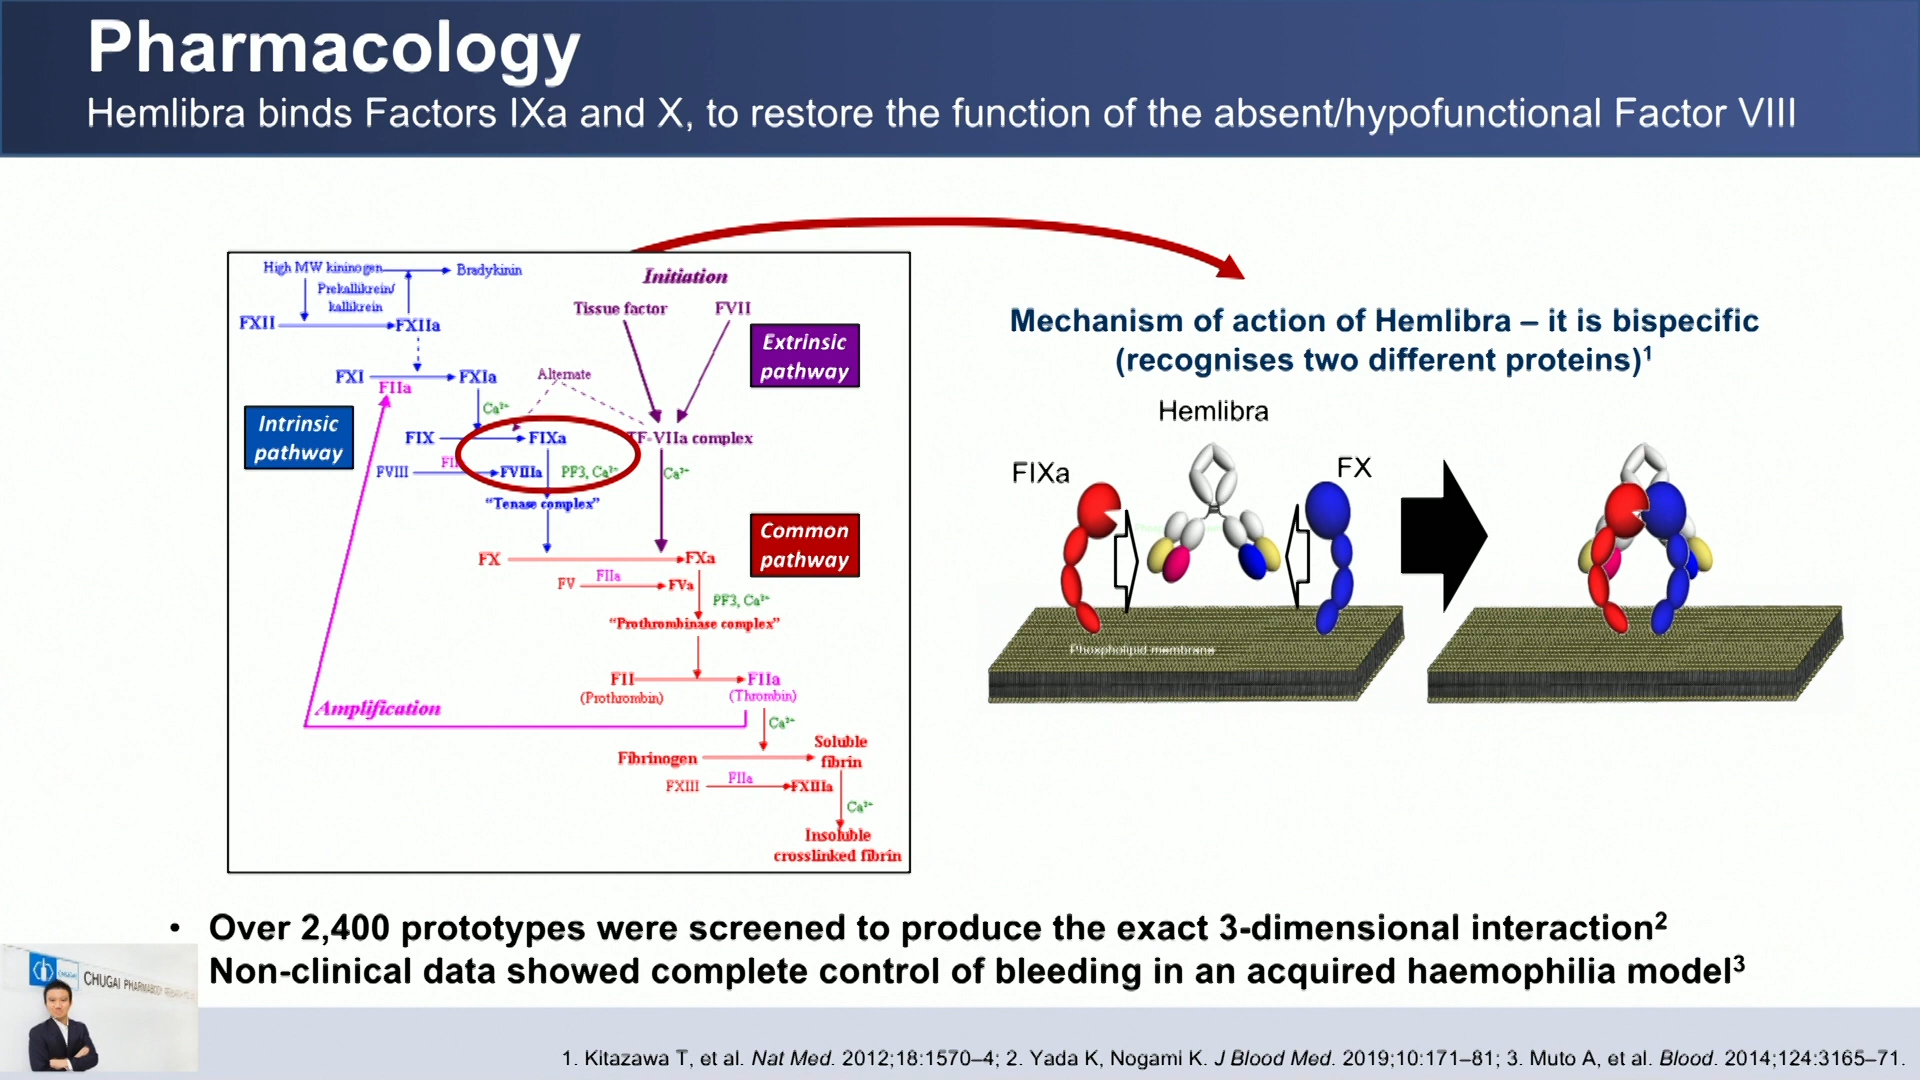 Pharmacology
Hemlibra binds Factors IXa and X, to restore the function of the absent/hypofunctional Factor VIII
High MW kininogen
Bradykinin
Prekallikrein/
kallikrein
FXII
FXIIa
Initiation
Tissue factor
FVII
Extrinsic
pathway
FXI
FXIa
FIIa
Alternate
Ca²⁺
Intrinsic
pathway
FIX
FIXa
TF-VIIa complex
FVIII
FVIIIa
PF3, Ca²⁺
Ca²⁺
“Tenase complex”
Common
pathway
FX
FXa
FV
FIIa
FVa
PF3, Ca²⁺
“Prothrombinase complex”
FII
FIIa
(Prothrombin)
(Thrombin)
Amplification
Ca²⁺
Fibrinogen
Soluble
fibrin
FXIII
FIIa
FXIIIa
Ca²⁺
Insoluble
crosslinked fibrin
Mechanism of action of Hemlibra – it is bispecific
(recognises two different proteins)¹
Hemlibra
FIXa
FX
Phospholipid membrane
• Over 2,400 prototypes were screened to produce the exact 3-dimensional interaction²
Non-clinical data showed complete control of bleeding in an acquired haemophilia model³
CHUGAI
CHUGAI PHARMABODY
1. Kitazawa T, et al. Nat Med. 2012;18:1570–4; 2. Yada K, Nogami K. J Blood Med. 2019;10:171–81; 3. Muto A, et al. Blood. 2014;124:3165–71.